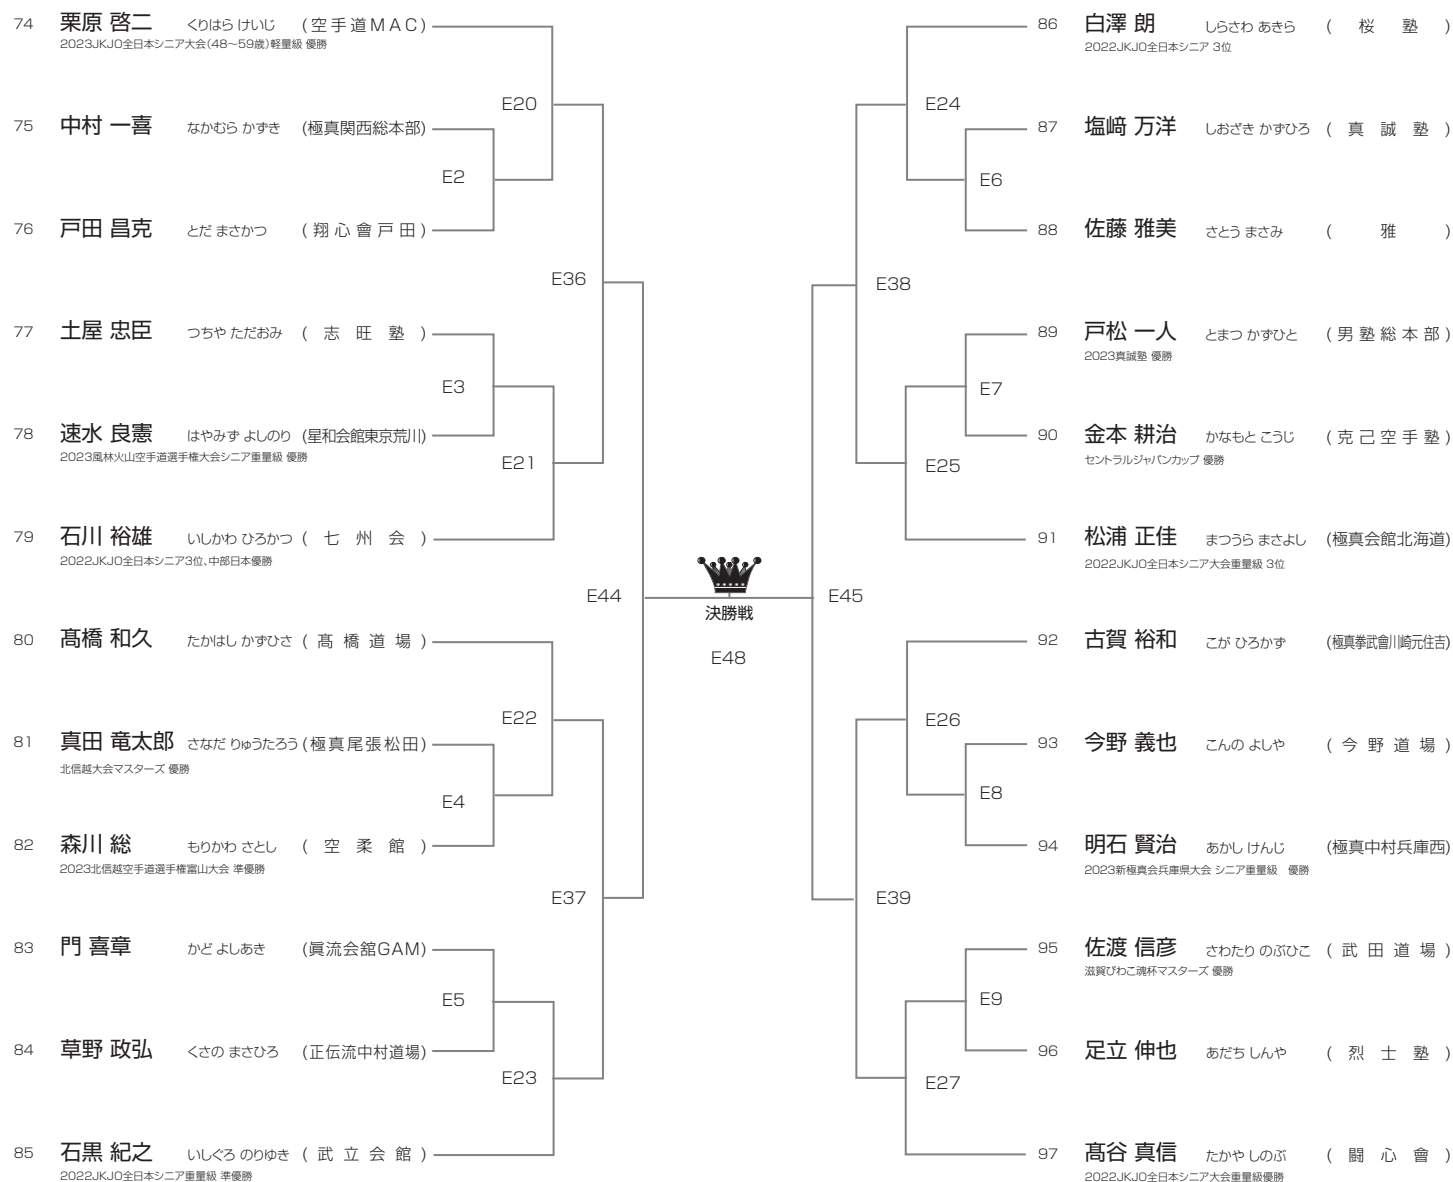 74 栗原 啓二 くりはら けいじ (空手道MAC)
2023JKJO全日本シニア大会(48～59歳)軽量級 優勝
E20
75 中村 一喜 なかむら かずき (極真関西総本部)
E2
76 戸田 昌克 とだ まさかつ (翔心會戸田)
E36
77 土屋 忠臣 つちや ただおみ (志旺塾)
E3
78 速水 良憲 はやみず よしのり (星和会館東京荒川)
2023風林火山空手道選手権大会シニア重量級 優勝
E21
79 石川 裕雄 いしかわ ひろかつ (七州会)
2022JKJO全日本シニア3位、中部日本優勝
E44
80 髙橋 和久 たかはし かずひさ (髙橋道場)
E22
81 真田 竜太郎 さなだ りゅうたろう (極真尾張松田)
北信越大会マスターズ 優勝
E4
82 森川 総 もりかわ さとし (空柔館)
2023北信越空手道選手権富山大会 準優勝
E37
83 門 喜章 かど よしあき (眞流会舘GAM)
E5
84 草野 政弘 くさの まさひろ (正伝流中村道場)
E23
85 石黒 紀之 いしぐろ のりゆき (武立会館)
2022JKJO全日本シニア重量級 準優勝
決勝戦
E48
86 白澤 朗 しらさわ あきら (桜塾)
2022JKJO全日本シニア 3位
E24
87 塩﨑 万洋 しおざき かずひろ (真誠塾)
E6
88 佐藤 雅美 さとう まさみ (雅)
E38
89 戸松 一人 とまつ かずひと (男塾総本部)
2023真誠塾 優勝
E7
90 金本 耕治 かなもと こうじ (克己空手塾)
セントラルジャパンカップ 優勝
E25
91 松浦 正佳 まつうら まさよし (極真会館北海道)
2022JKJO全日本シニア大会重量級 3位
E45
92 古賀 裕和 こが ひろかず (極真拳武會川崎元住吉)
E26
93 今野 義也 こんの よしや (今野道場)
E8
94 明石 賢治 あかし けんじ (極真中村兵庫西)
2023新極真会兵庫県大会 シニア重量級　優勝
E39
95 佐渡 信彦 さわたり のぶひこ (武田道場)
滋賀びわこ魂杯マスターズ 優勝
E9
96 足立 伸也 あだち しんや (烈士塾)
E27
97 髙谷 真信 たかや しのぶ (闘心會)
2022JKJO全日本シニア大会重量級優勝